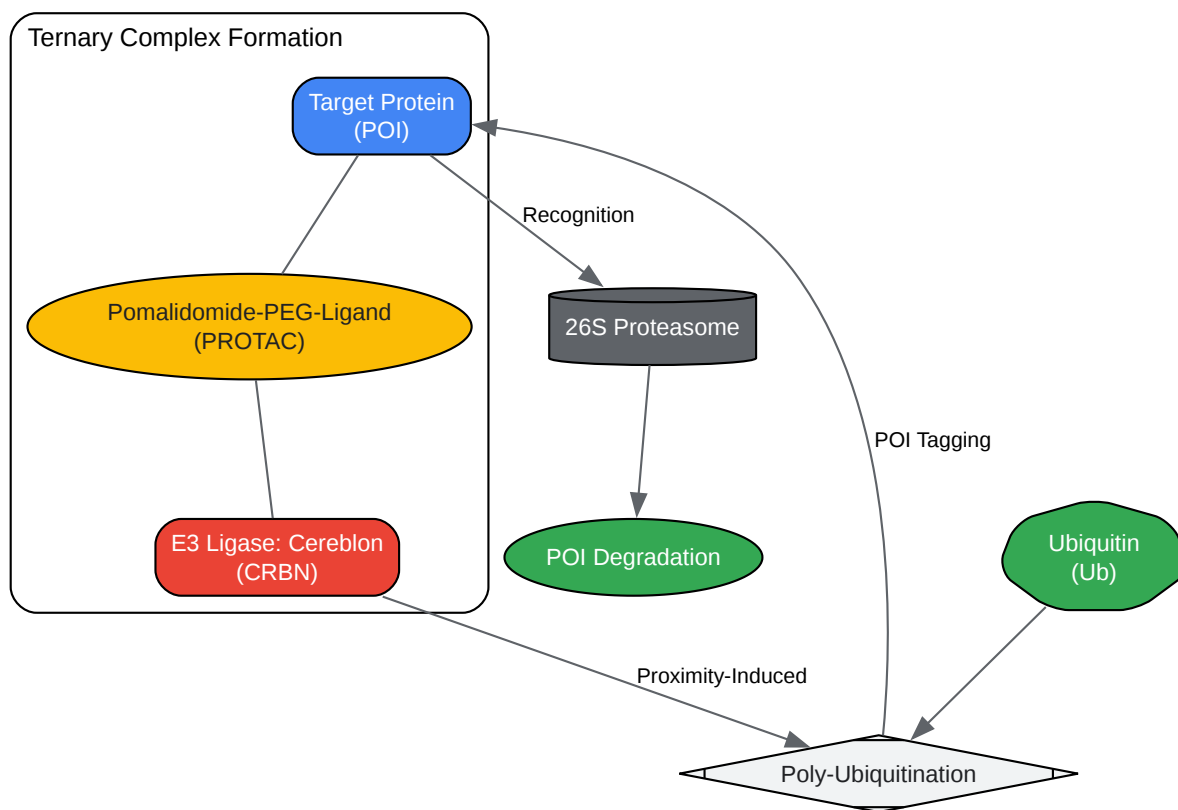 Ternary Complex Formation
Target Protein
(POI)
Recognition
Pomalidomide-PEG-Ligand
(PROTAC)
26S Proteasome
POI Tagging
E3 Ligase: Cereblon
(CRBN)
POI Degradation
Ubiquitin
(Ub)
Proximity-Induced
Poly-Ubiquitination